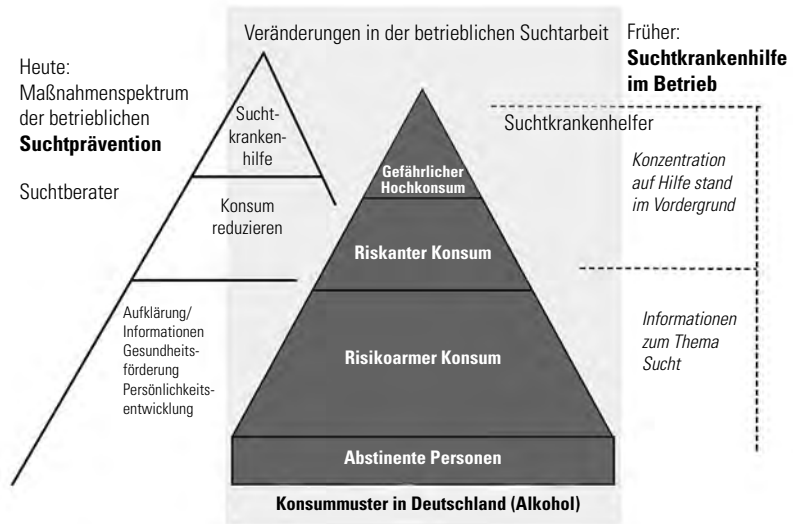 Veränderungen in der betrieblichen Suchtarbeit
Heute:
Maßnahmenspektrum
der betrieblichen
Suchtprävention
Suchtberater
Sucht-
kranken-
hilfe
Konsum
reduzieren
Aufklärung/
Informationen
Gesundheits-
förderung
Persönlichkeits-
entwicklung
Gefährlicher
Hochkonsum
Riskanter Konsum
Risikoarmer Konsum
Abstinente Personen
Konsummuster in Deutschland (Alkohol)
Früher:
Suchtkrankenhilfe
im Betrieb
Suchtkrankenhelfer
Konzentration
auf Hilfe stand
im Vordergrund
Informationen
zum Thema
Sucht